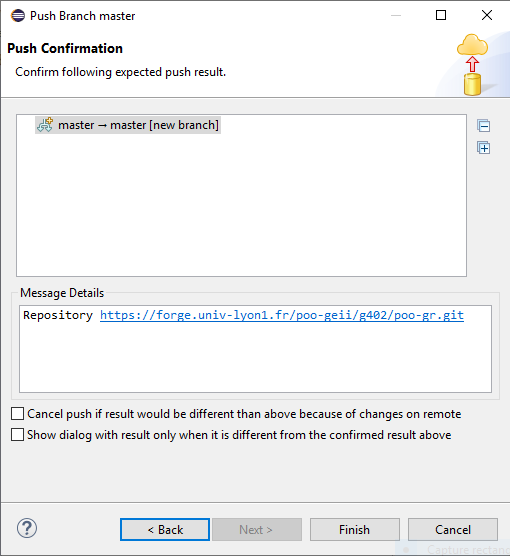 Push Branch master
Push Confirmation
Confirm following expected push result.
master → master [new branch]
Message Details
Repository https://forge.univ-lyon1.fr/poo-geii/g402/poo-gr.git
Cancel push if result would be different than above because of changes on remote
Show dialog with result only when it is different from the confirmed result above
< Back
Next >
Finish
Cancel
Capture rectang